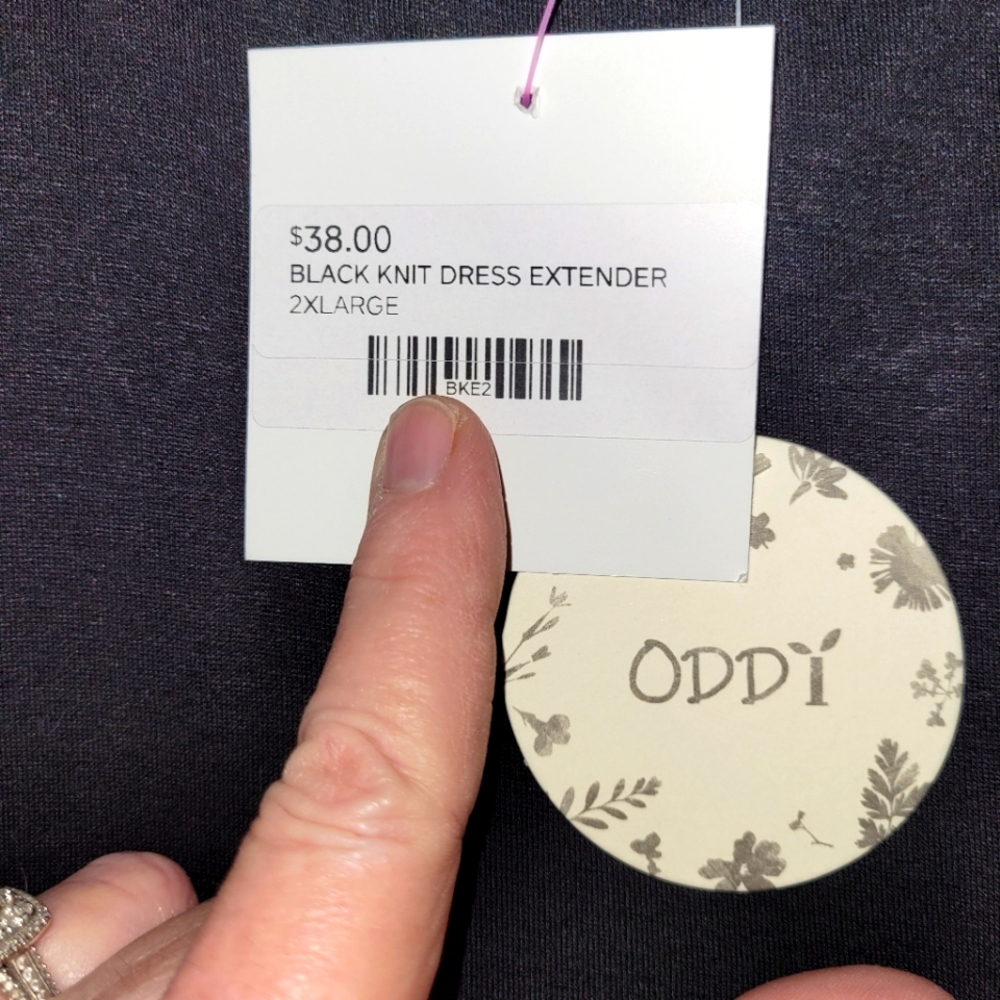 $38.00
BLACK KNIT DRESS EXTENDER
2XLARGE
BKE2
ODDI